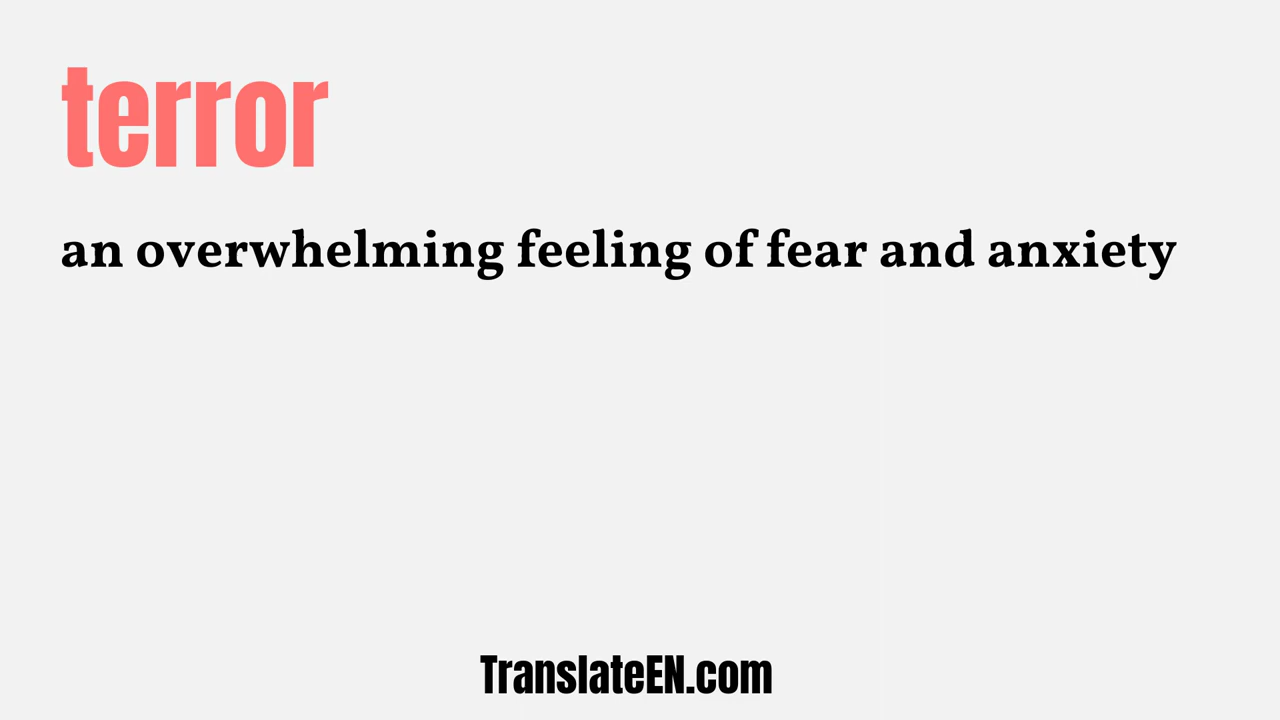 terror
an overwhelming feeling of fear and anxiety
TranslateEN.com